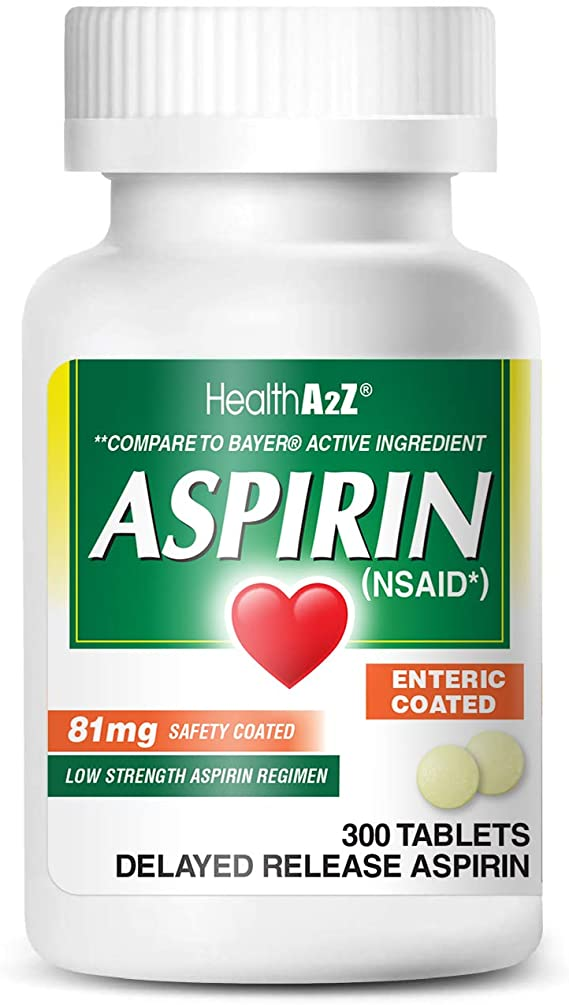 HealthA2Z®
**COMPARE TO BAYER® ACTIVE INGREDIENT
ASPIRIN
(NSAID*)
ENTERIC
COATED
81mg SAFETY COATED
LOW STRENGTH ASPIRIN REGIMEN
300 TABLETS
DELAYED RELEASE ASPIRIN